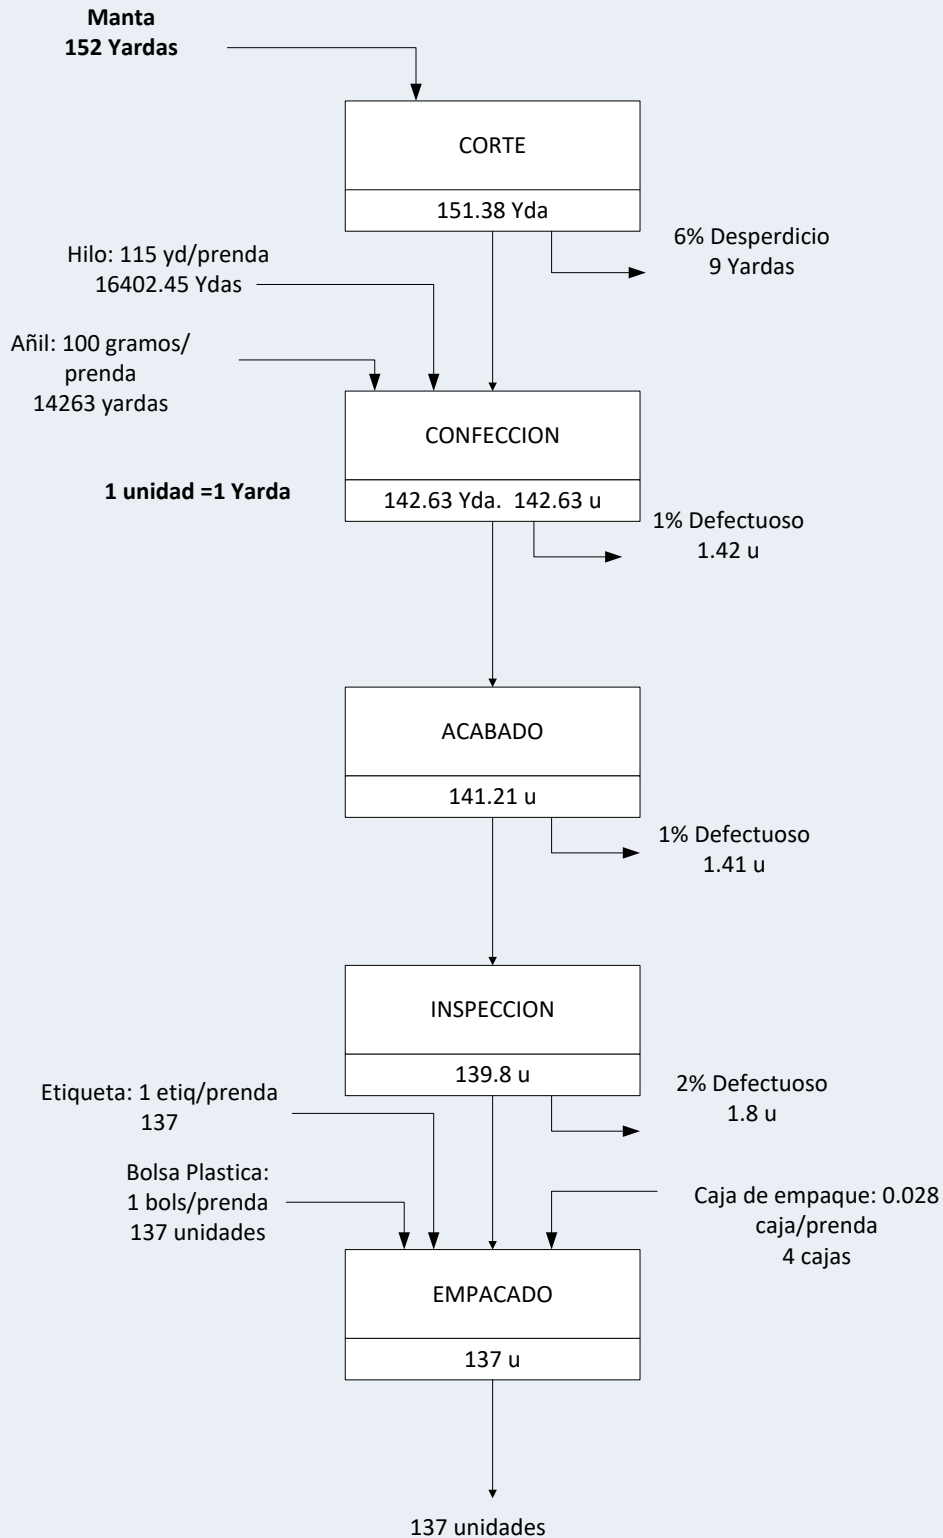 Manta
152 Yardas
CORTE
151.38 Yda
6% Desperdicio
9 Yardas
Hilo: 115 yd/prenda
16402.45 Ydas
Añil: 100 gramos/
prenda
14263 yardas
CONFECCION
1 unidad =1 Yarda
142.63 Yda.  142.63 u
1% Defectuoso
1.42 u
ACABADO
141.21 u
1% Defectuoso
1.41 u
INSPECCION
139.8 u
2% Defectuoso
1.8 u
Etiqueta: 1 etiq/prenda
137
Bolsa Plastica:
1 bols/prenda
137 unidades
Caja de empaque: 0.028
caja/prenda
4 cajas
EMPACADO
137 u
137 unidades